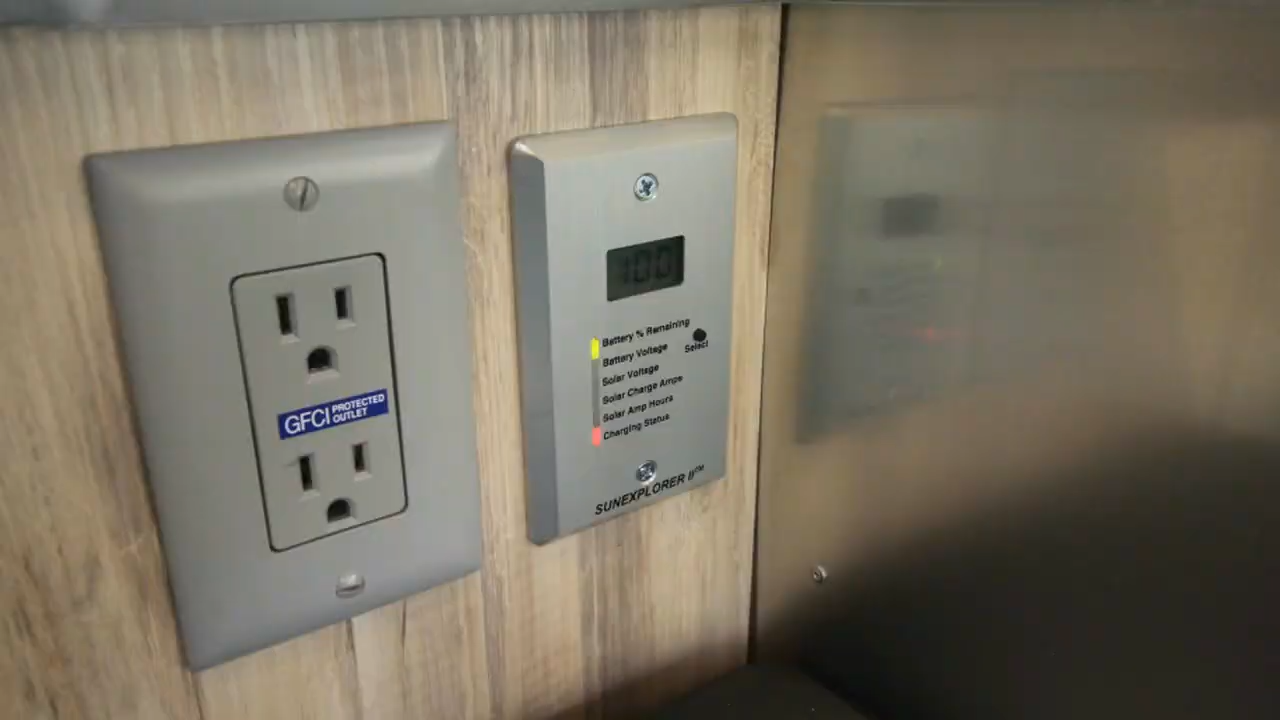 GFCI PROTECTED
OUTLET
100
Battery % Remaining
Battery Voltage
Select
Solar Voltage
Solar Charge Amps
Solar Amp Hours
Charging Status
SUNEXPLORER II™